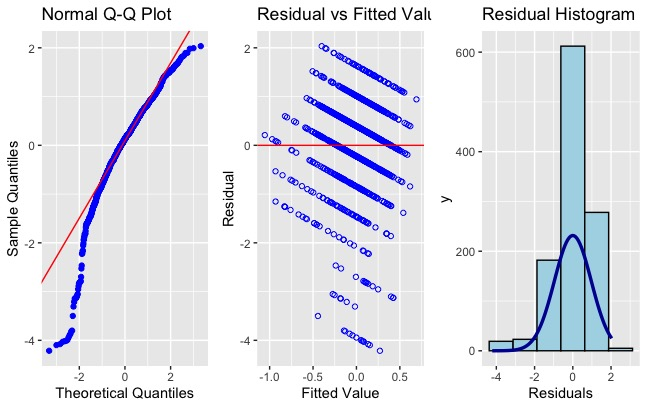 Normal Q-Q Plot
2
0
-2
-4
Sample Quantiles
-2
0
2
Theoretical Quantiles
Residual vs Fitted Valu
2
0
-2
-4
Residual
-1.0
-0.5
0.0
0.5
Fitted Value
Residual Histogram
600
400
200
0
y
-4
-2
0
2
Residuals